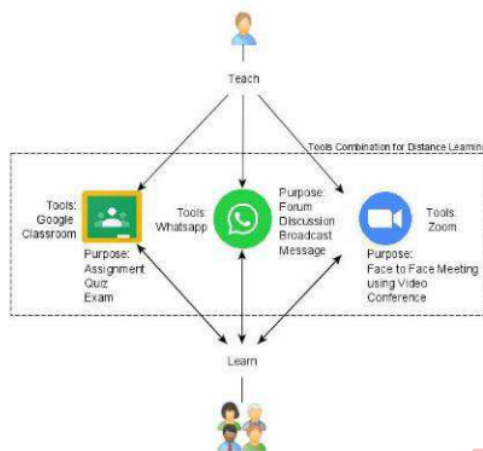 Teach
Tools Combination for Distance Learnin
Tools:
Google
Classroom
Purpose:
Assignment
Quiz
Exam
Tools:
Whatsapp
Purpose:
Forum
Discussion
Broadcast
Message
Tools:
Zoom
Purpose:
Face to Face Meeting
using Video
Conference
Learn